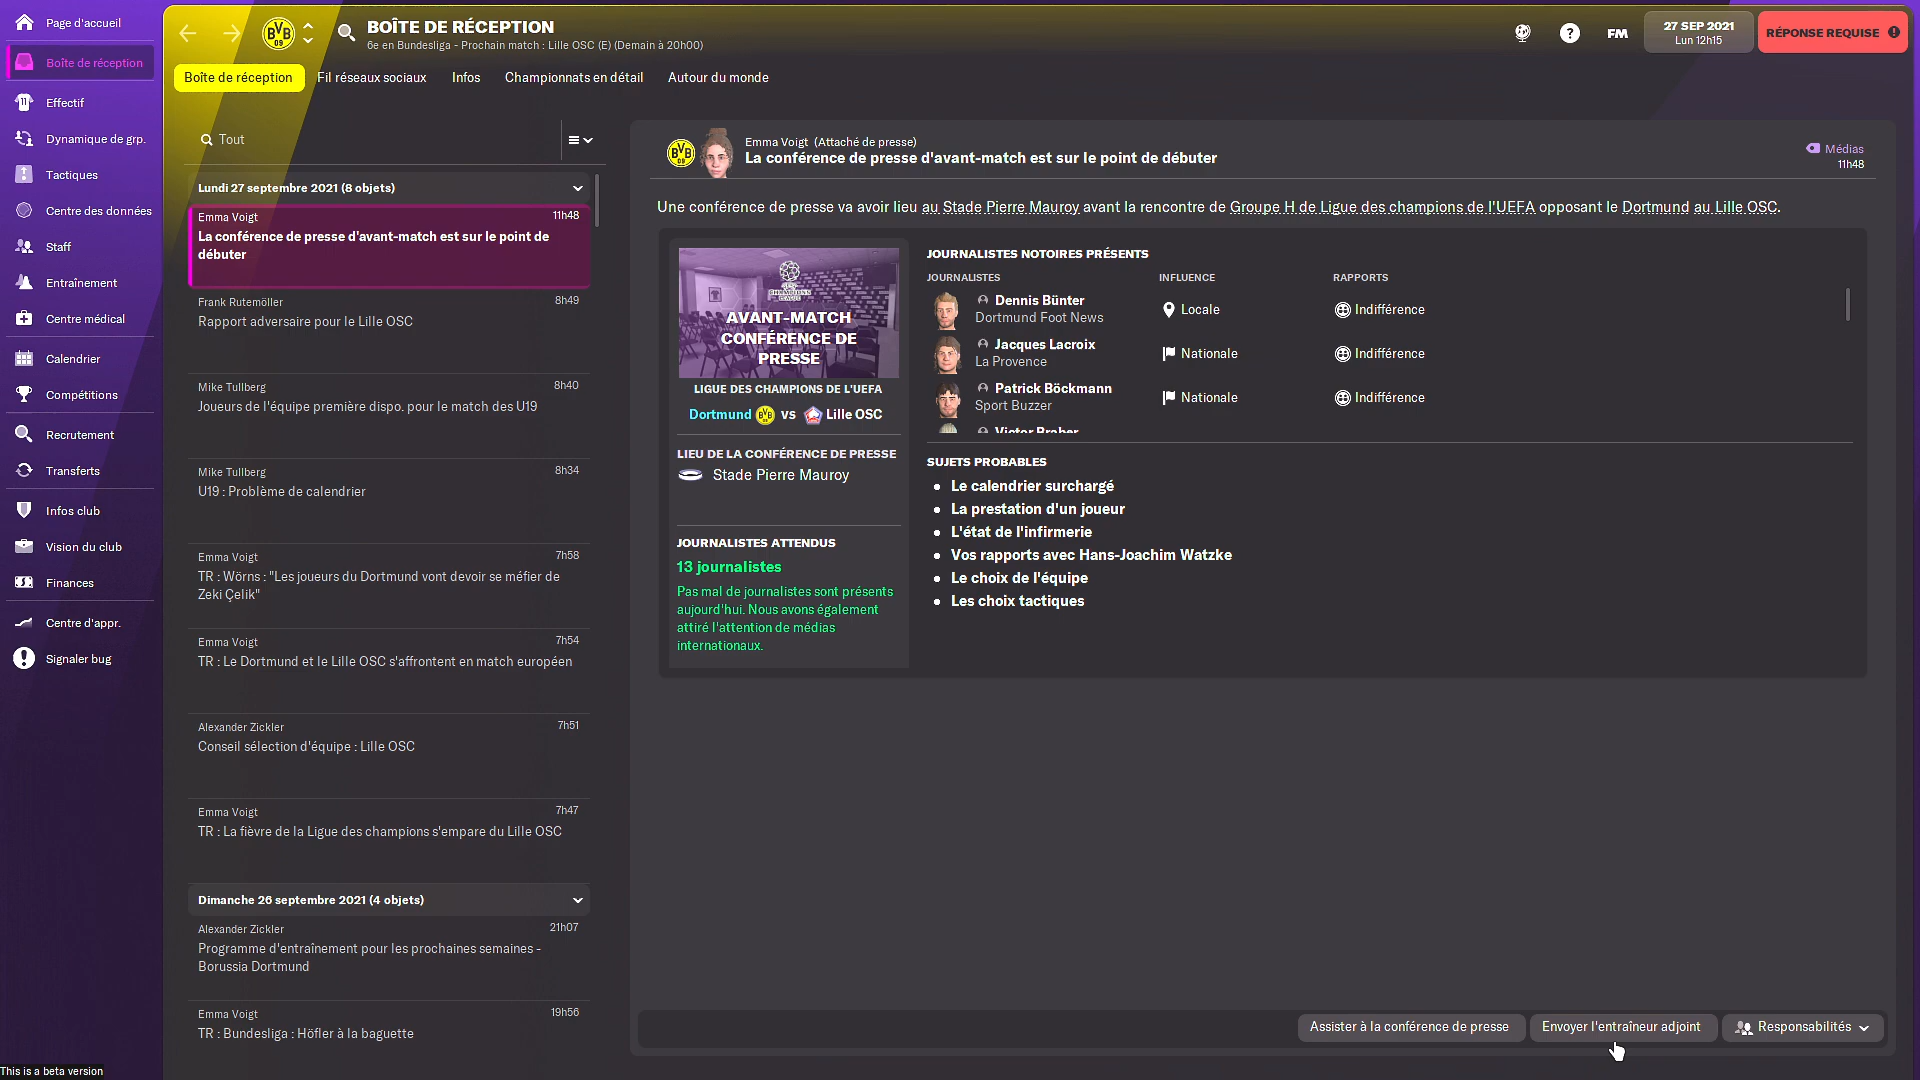 Page d'accueil
Boîte de réception
Effectif
Dynamique de grp.
Tactiques
Centre des données
Staff
Entraînement
Centre médical
Calendrier
Compétitions
Recrutement
Transferts
Infos club
Vision du club
Finances
Centre d'appr.
Signaler bug
This is a beta version
BOÎTE DE RÉCEPTION
6e en Bundesliga - Prochain match : Lille OSC (E) (Demain à 20h00)
FM
27 SEP 2021
Lun 12h15
RÉPONSE REQUISE
Boîte de réception
Fil réseaux sociaux
Infos
Championnats en détail
Autour du monde
Tout
Lundi 27 septembre 2021 (8 objets)
Emma Voigt 11h48
La conférence de presse d'avant-match est sur le point de
débuter
Frank Rutemöller 8h49
Rapport adversaire pour le Lille OSC
Mike Tullberg 8h40
Joueurs de l'équipe première dispo. pour le match des U19
Mike Tullberg 8h34
U19 : Problème de calendrier
Emma Voigt 7h58
TR : Wörns : "Les joueurs du Dortmund vont devoir se méfier de
Zeki Çelik"
Emma Voigt 7h54
TR : Le Dortmund et le Lille OSC s'affrontent en match européen
Alexander Zickler 7h51
Conseil sélection d'équipe : Lille OSC
Emma Voigt 7h47
TR : La fièvre de la Ligue des champions s'empare du Lille OSC
Dimanche 26 septembre 2021 (4 objets)
Alexander Zickler 21h07
Programme d'entraînement pour les prochaines semaines -
Borussia Dortmund
Emma Voigt 19h56
TR : Bundesliga : Höfler à la baguette
Emma Voigt (Attaché de presse)
La conférence de presse d'avant-match est sur le point de débuter
Médias
11h48
Une conférence de presse va avoir lieu au Stade Pierre Mauroy avant la rencontre de Groupe H de Ligue des champions de l'UEFA opposant le Dortmund au Lille OSC.
CHAMPIONS
LEAGUE
AVANT-MATCH
CONFÉRENCE DE
PRESSE
LIGUE DES CHAMPIONS DE L'UEFA
Dortmund BVB 09 vs Lille OSC
LIEU DE LA CONFÉRENCE DE PRESSE
Stade Pierre Mauroy
JOURNALISTES ATTENDUS
13 journalistes
Pas mal de journalistes sont présents
aujourd'hui. Nous avons également
attiré l'attention de médias
internationaux.
JOURNALISTES NOTOIRES PRÉSENTS
JOURNALISTES INFLUENCE RAPPORTS
Dennis Bünter
Dortmund Foot News
Locale
Indifférence
Jacques Lacroix
La Provence
Nationale
Indifférence
Patrick Böckmann
Sport Buzzer
Nationale
Indifférence
Victor Braber
SUJETS PROBABLES
Le calendrier surchargé
La prestation d'un joueur
L'état de l'infirmerie
Vos rapports avec Hans-Joachim Watzke
Le choix de l'équipe
Les choix tactiques
Assister à la conférence de presse
Envoyer l'entraîneur adjoint
Responsabilités